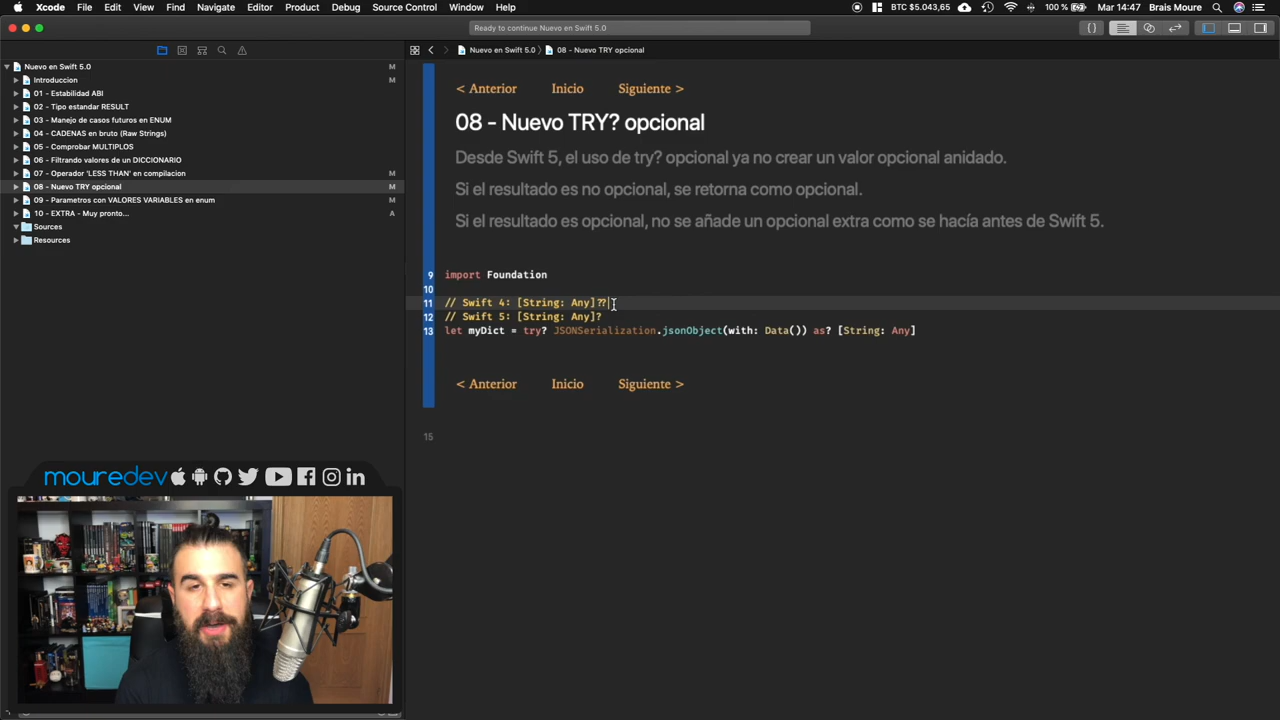 Xcode File Edit View Find Navigate Editor Product Debug Source Control Window Help BTC $5.043,65 100 % Mar 14:47 Brais Moure
Ready to continue Nuevo en Swift 5.0
Nuevo en Swift 5.0 08 - Nuevo TRY opcional
Nuevo en Swift 5.0 M
Introduccion M
01 - Estabilidad ABI
02 - Tipo estandar RESULT
03 - Manejo de casos futuros en ENUM
04 - CADENAS en bruto (Raw Strings)
05 - Comprobar MULTIPLOS
06 - Filtrando valores de un DICCIONARIO
07 - Operador 'LESS THAN' en compilacion M
08 - Nuevo TRY opcional M
09 - Parametros con VALORES VARIABLES en enum M
10 - EXTRA - Muy pronto... A
Sources
Resources
< Anterior Inicio Siguiente >
08 - Nuevo TRY? opcional
Desde Swift 5, el uso de try? opcional ya no crear un valor opcional anidado.
Si el resultado es no opcional, se retorna como opcional.
Si el resultado es opcional, no se añade un opcional extra como se hacía antes de Swift 5.
9 import Foundation
10
11 // Swift 4: [String: Any]??
12 // Swift 5: [String: Any]?
13 let myDict = try? JSONSerialization.jsonObject(with: Data()) as? [String: Any]
< Anterior Inicio Siguiente >
15
mouredev